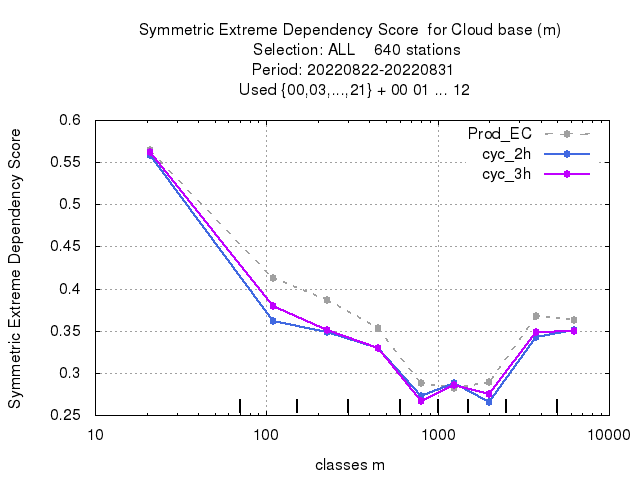 Symmetric Extreme Dependency Score for Cloud base (m)
Selection: ALL 640 stations
Period: 20220822-20220831
Used {00,03,...,21} + 00 01 ... 12
Symmetric Extreme Dependency Score
0.6
0.55
0.5
0.45
0.4
0.35
0.3
0.25
Prod_EC
cyc_2h
cyc_3h
10 100 1000 10000
classes m